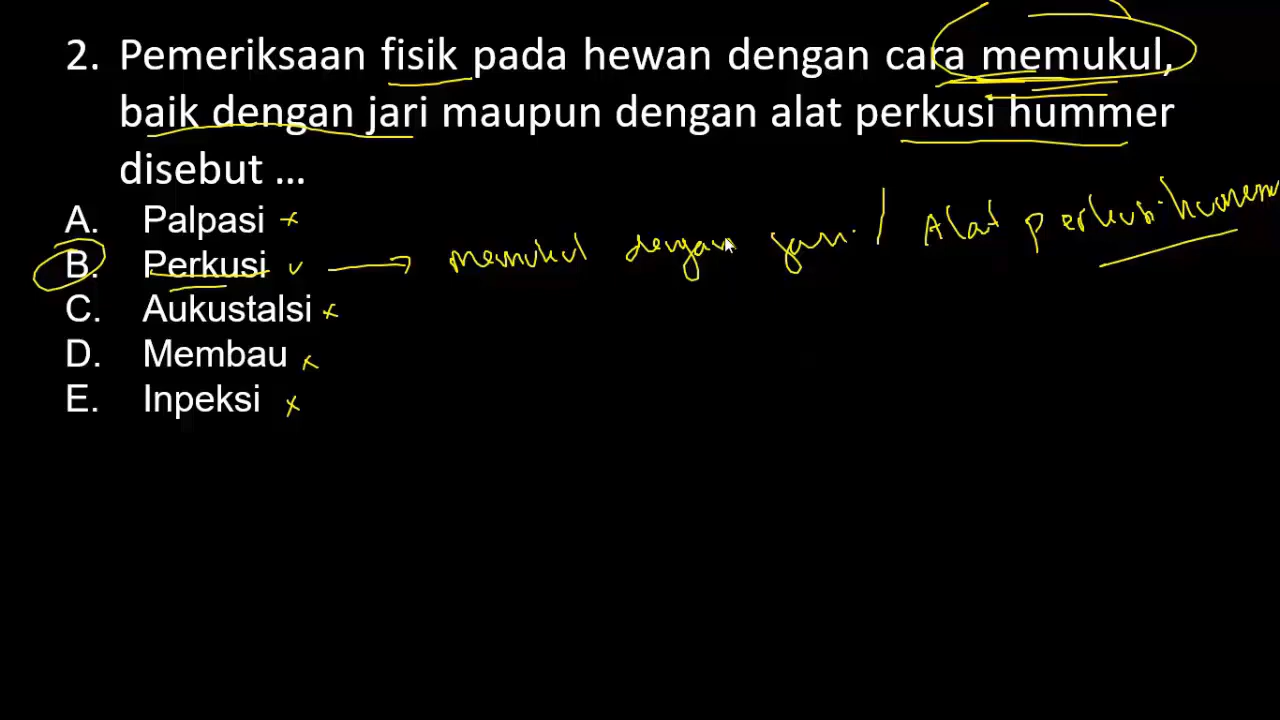 2. Pemeriksaan fisik pada hewan dengan cara memukul,
baik dengan jari maupun dengan alat perkusi hummer
disebut ...
A. Palpasi x
B. Perkusi v → memukul dengan jari / Alat perkusi
C. Aukustalsi x
D. Membau x
E. Inpeksi x